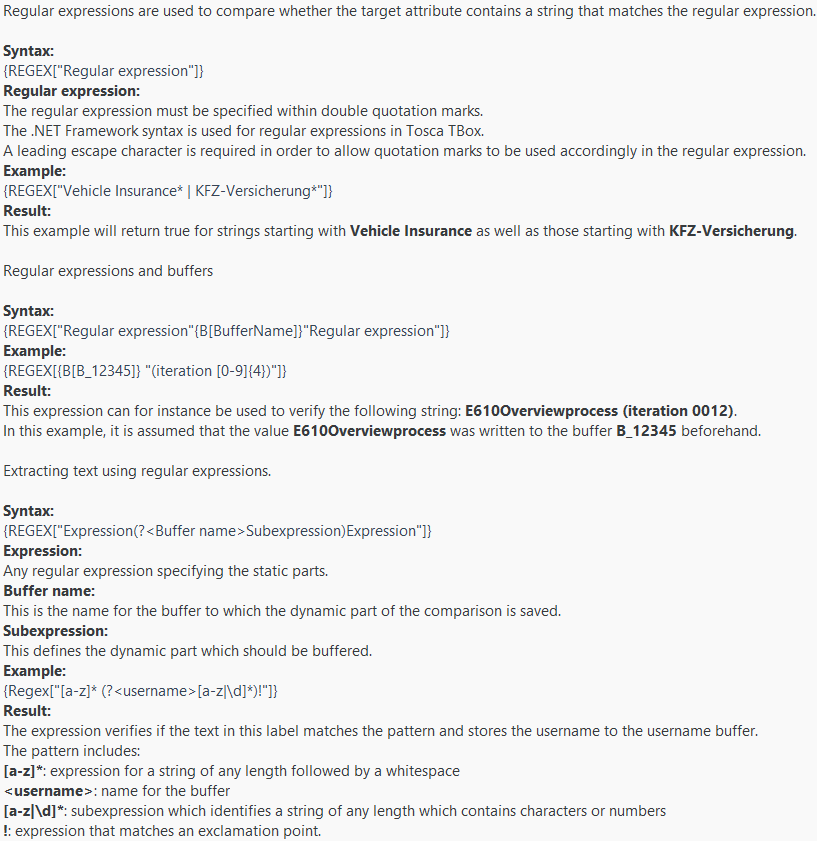 Regular expressions are used to compare whether the target attribute contains a string that matches the regular expression.
Syntax:
{REGEX["Regular expression"]}
Regular expression:
The regular expression must be specified within double quotation marks.
The .NET Framework syntax is used for regular expressions in Tosca TBox.
A leading escape character is required in order to allow quotation marks to be used accordingly in the regular expression.
Example:
{REGEX["Vehicle Insurance* | KFZ-Versicherung*"]}
Result:
This example will return true for strings starting with Vehicle Insurance as well as those starting with KFZ-Versicherung.
Regular expressions and buffers
Syntax:
{REGEX["Regular expression"{B[BufferName]}"Regular expression"]}
Example:
{REGEX[{B[B_12345]} "(iteration [0-9]{4})"]}
Result:
This expression can for instance be used to verify the following string: E610Overviewprocess (iteration 0012).
In this example, it is assumed that the value E610Overviewprocess was written to the buffer B_12345 beforehand.
Extracting text using regular expressions.
Syntax:
{REGEX["Expression(?<Buffer name>Subexpression)Expression"]}
Expression:
Any regular expression specifying the static parts.
Buffer name:
This is the name for the buffer to which the dynamic part of the comparison is saved.
Subexpression:
This defines the dynamic part which should be buffered.
Example:
{Regex["[a-z]* (?<username>[a-z|\d]*)!"]}
Result:
The expression verifies if the text in this label matches the pattern and stores the username to the username buffer.
The pattern includes:
[a-z]*: expression for a string of any length followed by a whitespace
<username>: name for the buffer
[a-z|\d]*: subexpression which identifies a string of any length which contains characters or numbers
!: expression that matches an exclamation point.